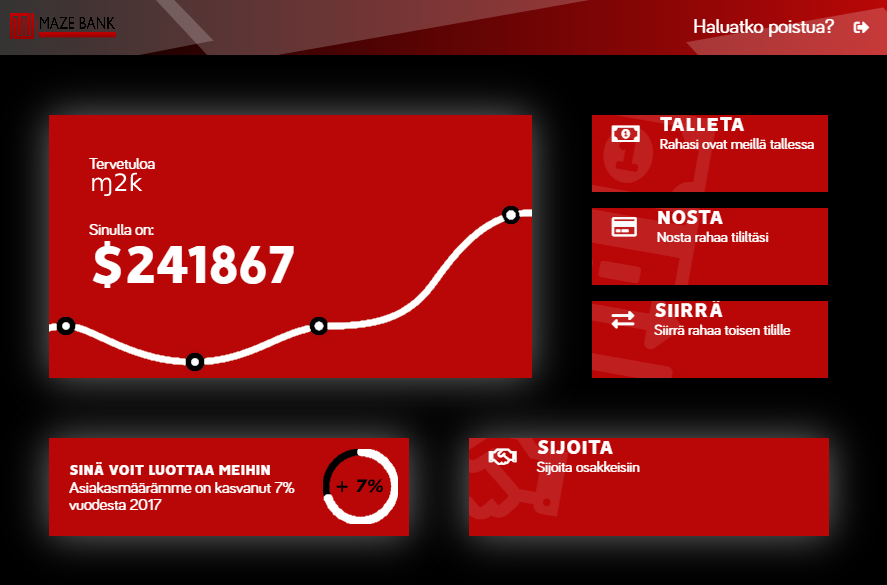 MAZE BANK
Haluatko poistua?
Tervetuloa
ɱ2ƙ
Sinulla on:
$241867
TALLETA
Rahasi ovat meillä tallessa
NOSTA
Nosta rahaa tililtäsi
SIIRRÄ
Siirrä rahaa toisen tilille
SINÄ VOIT LUOTTAA MEIHIN
Asiakasmäärämme on kasvanut 7%
vuodesta 2017
+ 7%
SIJOITA
Sijoita osakkeisiin